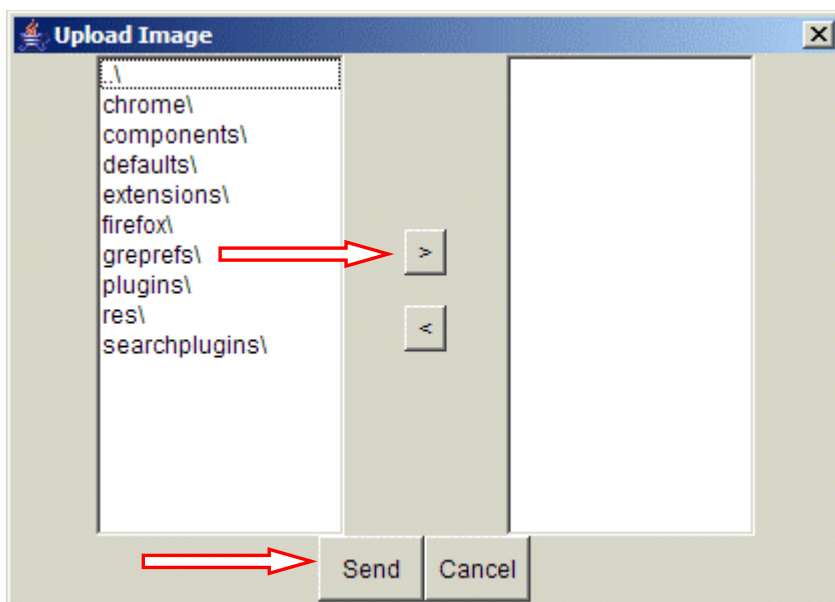 Upload Image
..\
chrome\
components\
defaults\
extensions\
firefox\
greprefs\
plugins\
res\
searchplugins\
>
<
Send
Cancel